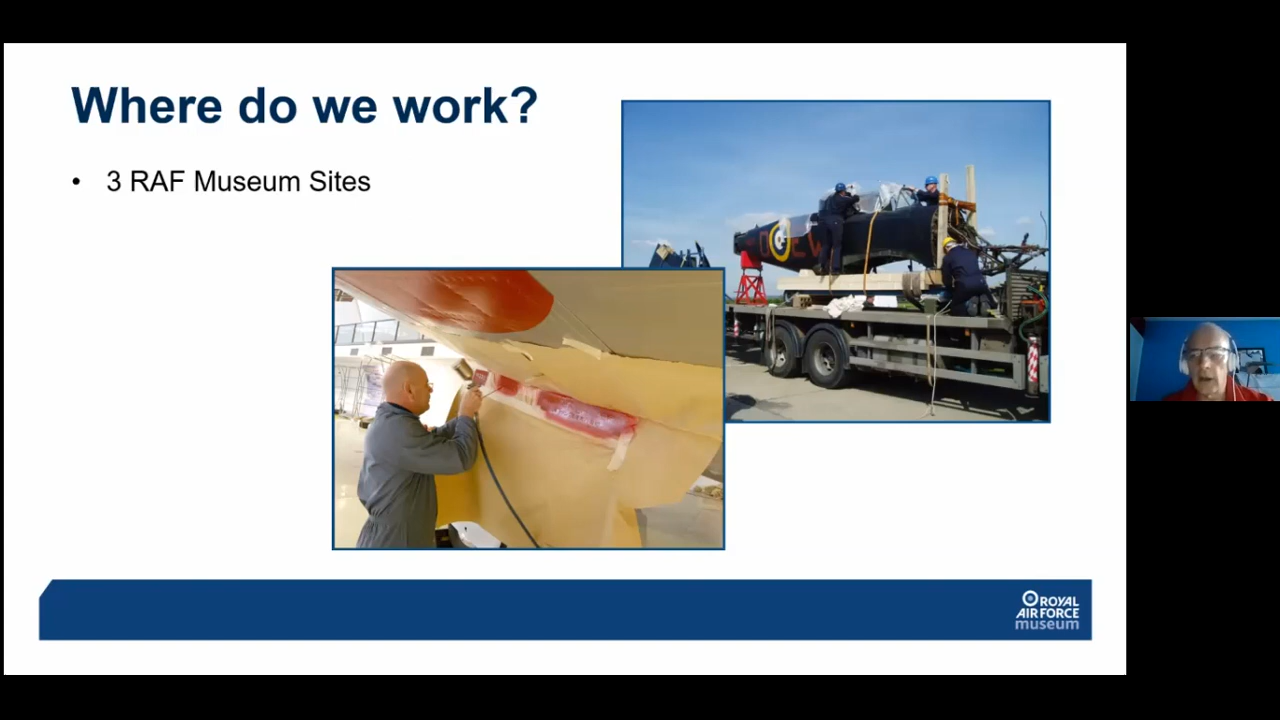 Where do we work?
• 3 RAF Museum Sites
ROYAL
AIR FORCE
museum